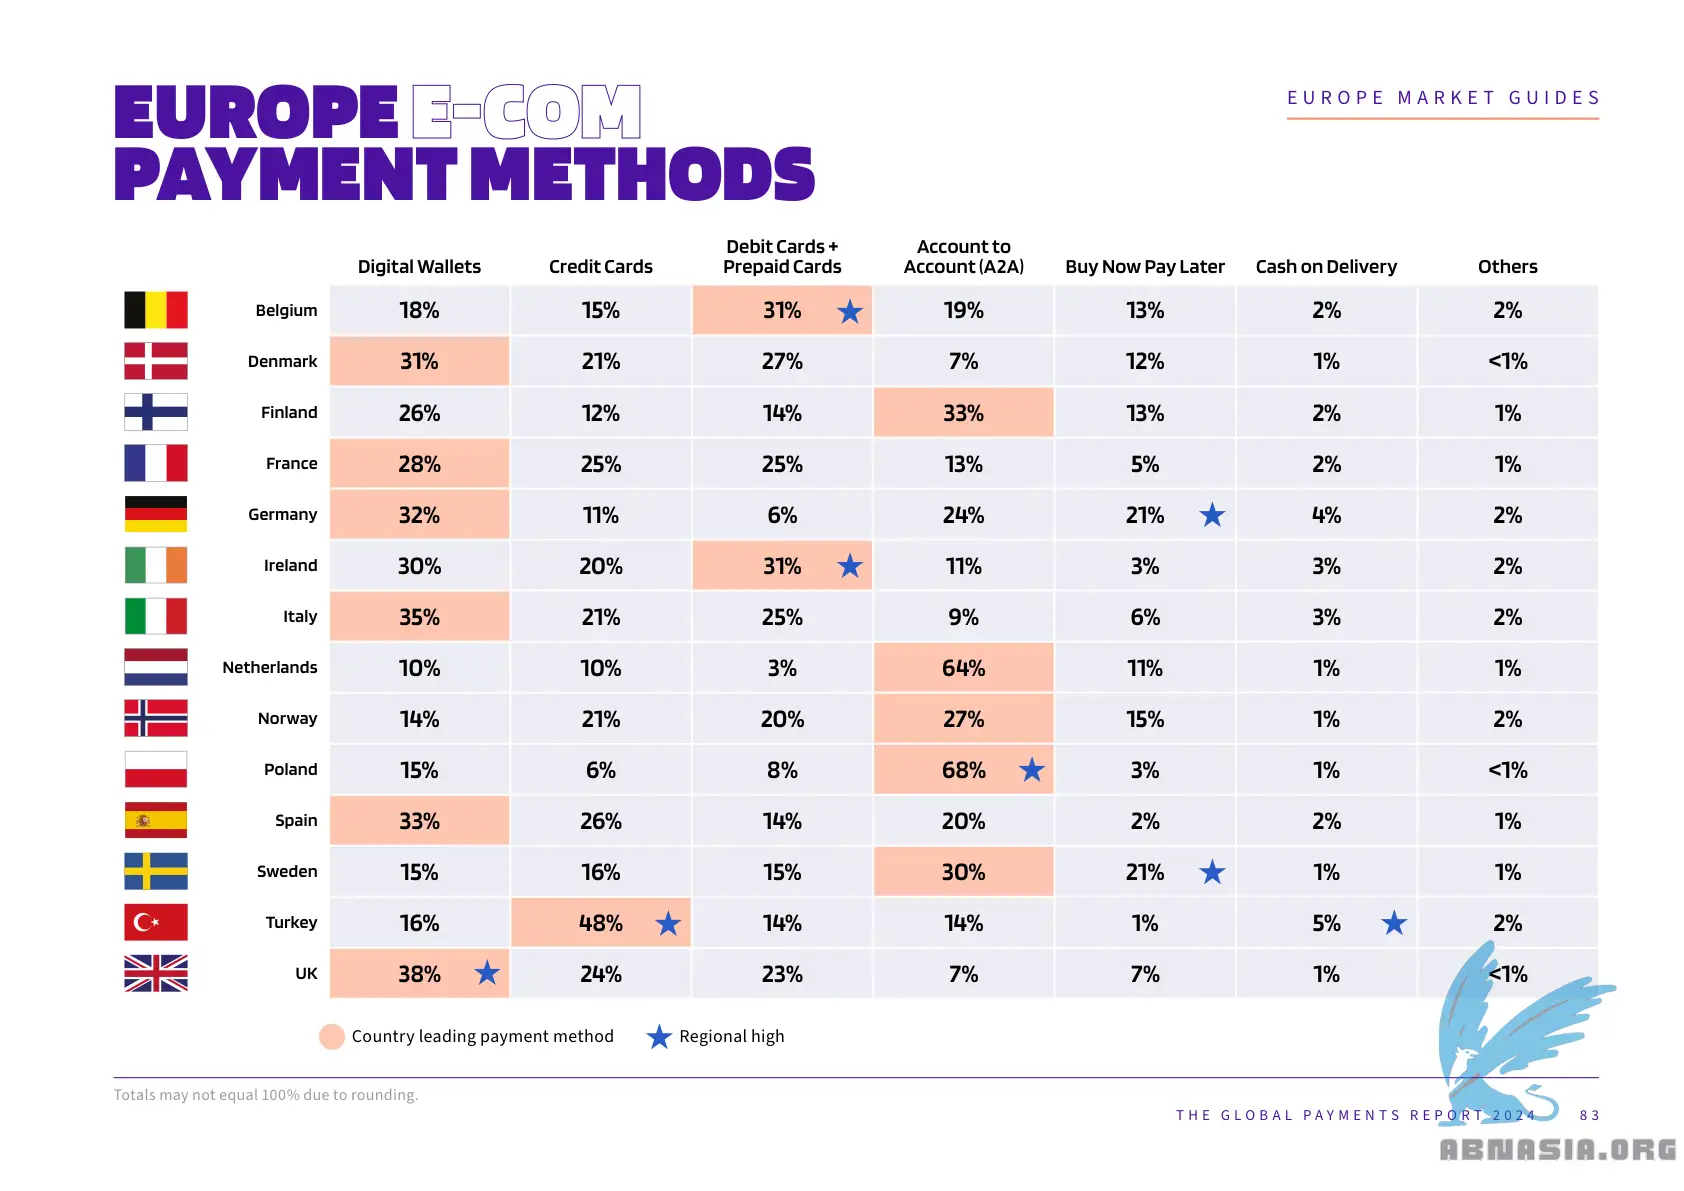 EUROPE E-COM
PAYMENT METHODS
EUROPE MARKET GUIDES
Digital Wallets Credit Cards Debit Cards + Prepaid Cards Account to Account (A2A) Buy Now Pay Later Cash on Delivery Others
Belgium 18% 15% 31% 19% 13% 2% 2%
Denmark 31% 21% 27% 7% 12% 1% <1%
Finland 26% 12% 14% 33% 13% 2% 1%
France 28% 25% 25% 13% 5% 2% 1%
Germany 32% 11% 6% 24% 21% 4% 2%
Ireland 30% 20% 31% 11% 3% 3% 2%
Italy 35% 21% 25% 9% 6% 3% 2%
Netherlands 10% 10% 3% 64% 11% 1% 1%
Norway 14% 21% 20% 27% 15% 1% 2%
Poland 15% 6% 8% 68% 3% 1% <1%
Spain 33% 26% 14% 20% 2% 2% 1%
Sweden 15% 16% 15% 30% 21% 1% 1%
Turkey 16% 48% 14% 14% 1% 5% 2%
UK 38% 24% 23% 7% 7% 1% <1%
Country leading payment method Regional high
Totals may not equal 100% due to rounding.
THE GLOBAL PAYMENTS REPORT 2024 83
ABNASIA.ORG